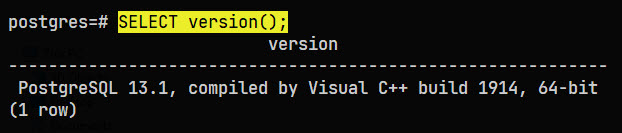 postgres=# SELECT version();
version
------------------------------------------------------------
PostgreSQL 13.1, compiled by Visual C++ build 1914, 64-bit
(1 row)